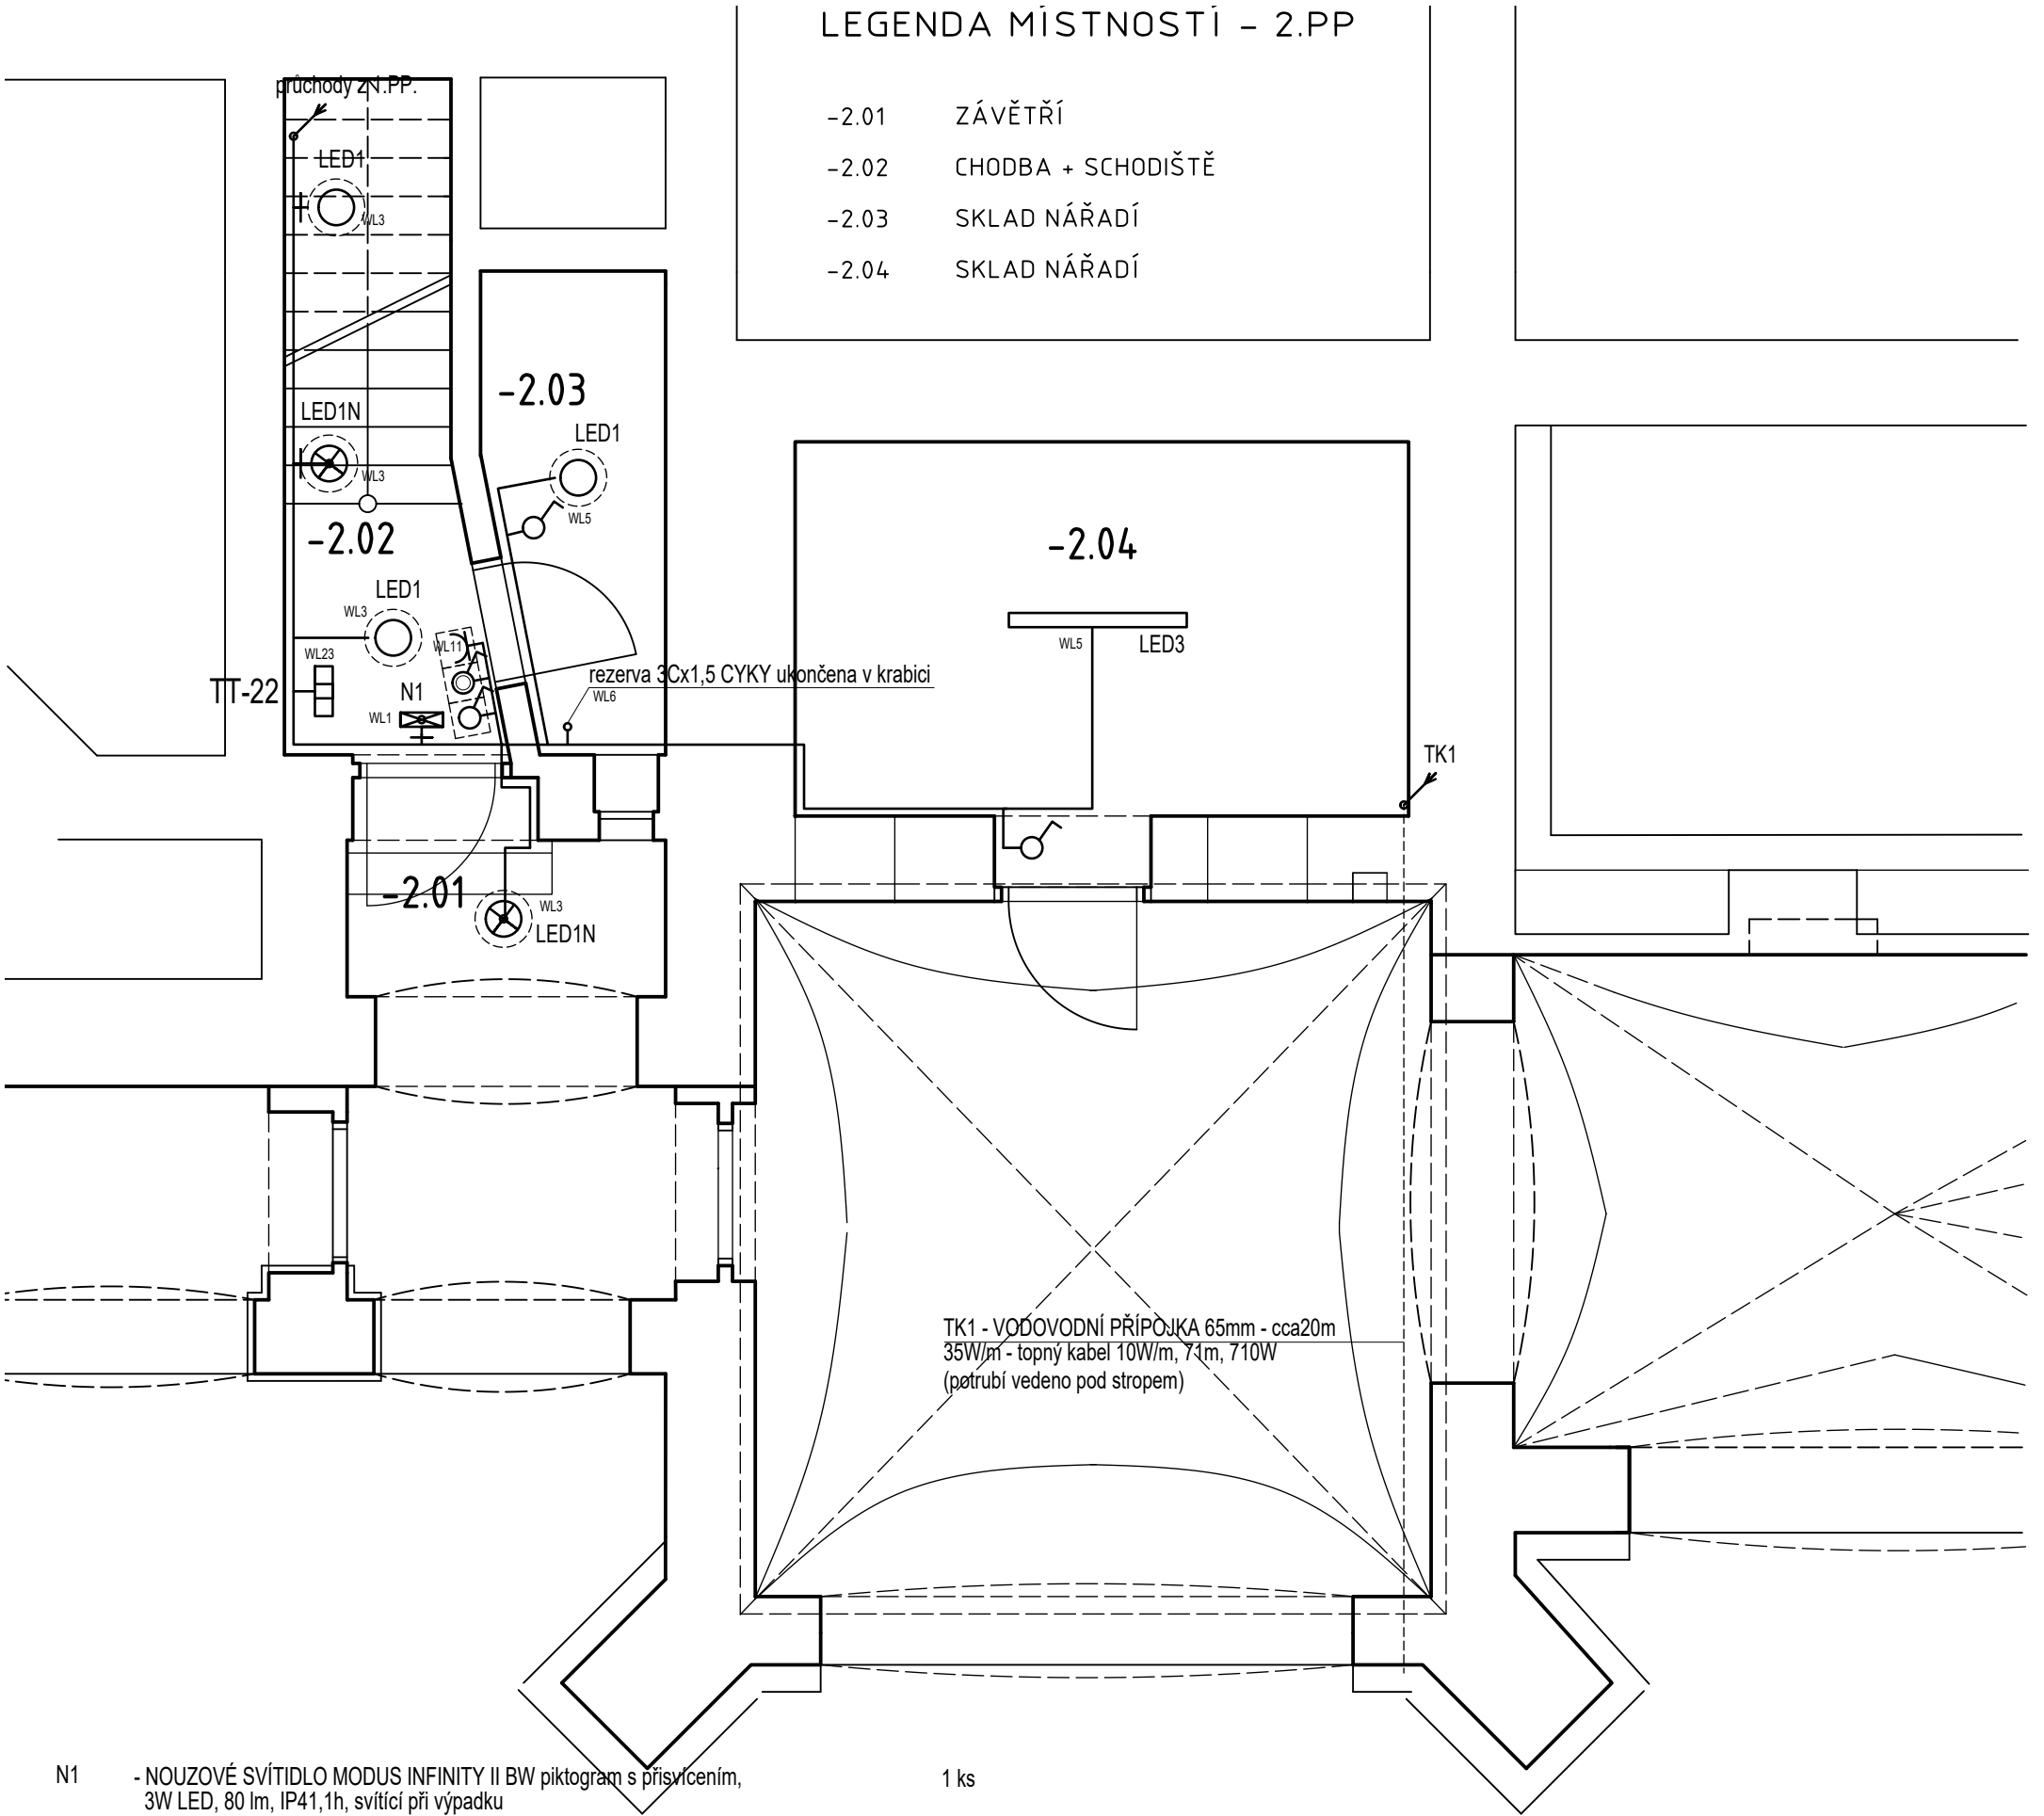 LEGENDA MÍSTNOSTÍ - 2.PP
-2.01 ZÁVĚTŘÍ
-2.02 CHODBA + SCHODIŠTĚ
-2.03 SKLAD NÁŘADÍ
-2.04 SKLAD NÁŘADÍ
průchody z 1.PP.
LED1
WL3
-2.03
LED1N
LED1
WL3
WL5
-2.02
-2.04
LED1
WL3
WL11
WL5
LED3
WL23
TT-22
N1
rezerva 3Cx1,5 CYKY ukončena v krabici
WL6
WL1
TK1
-2.01
WL3
LED1N
TK1 - VODOVODNÍ PŘÍPOJKA 65mm - cca20m
35W/m - topný kabel 10W/m, 71m, 710W
(potrubí vedeno pod stropem)
N1 - NOUZOVÉ SVÍTIDLO MODUS INFINITY II BW piktogram s přisvícením, 1 ks
3W LED, 80 lm, IP41,1h, svítící při výpadku